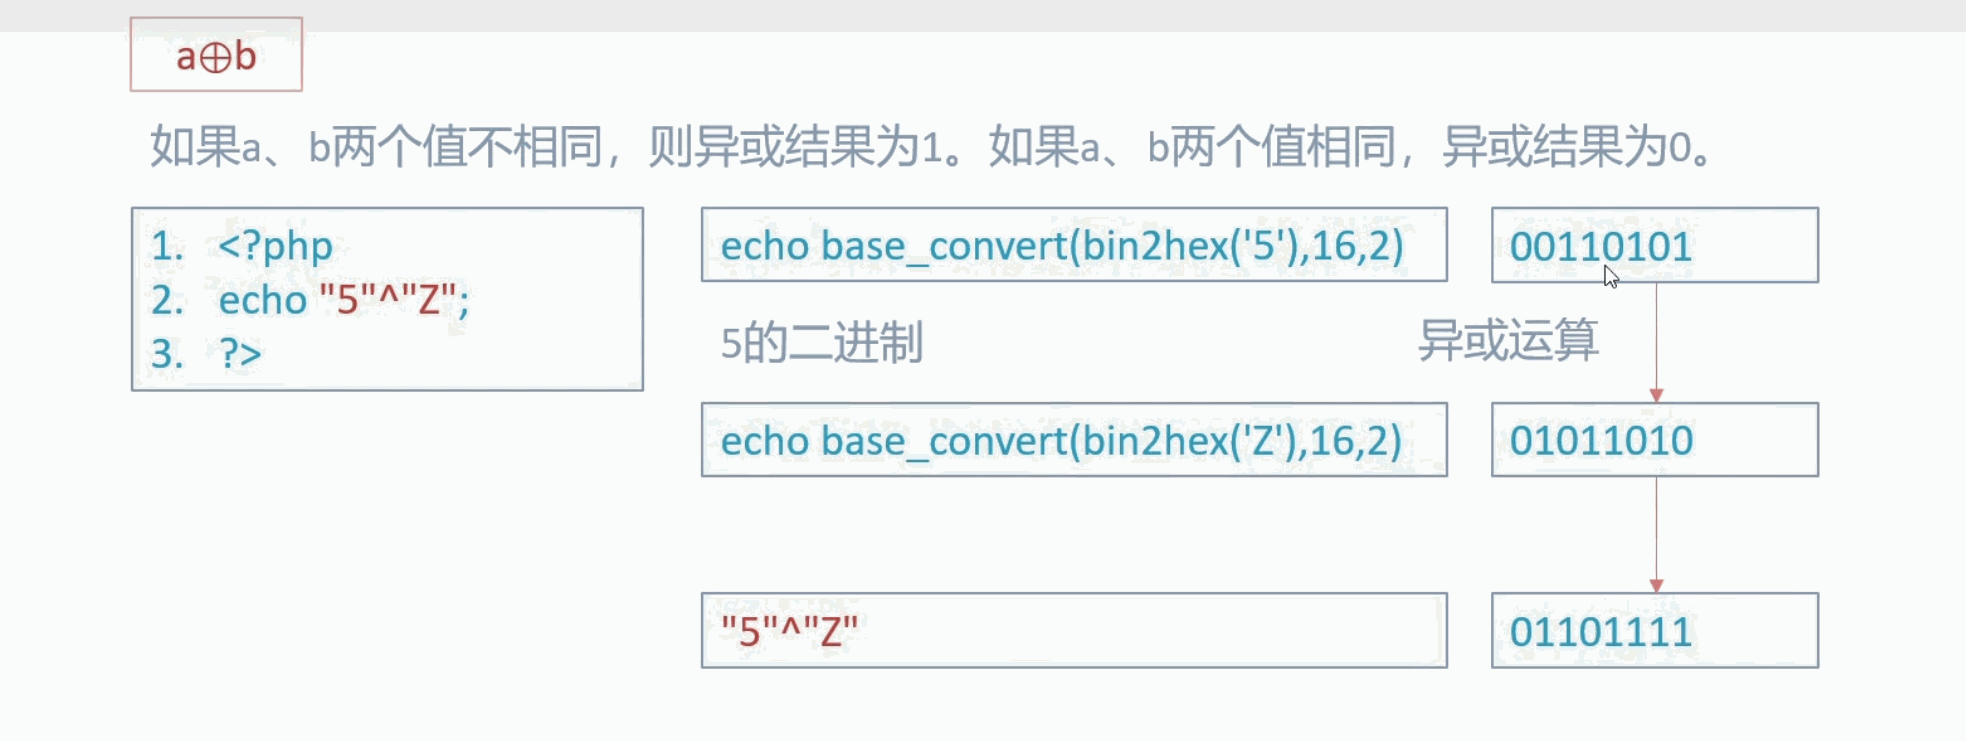 a⊕b
如果a、b两个值不相同，则异或结果为1。如果a、b两个值相同，异或结果为0。
1. <?php
2. echo "5"^"Z";
3. ?>
echo base_convert(bin2hex('5'),16,2)
00110101
5的二进制
异或运算
echo base_convert(bin2hex('Z'),16,2)
01011010
"5"^"Z"
01101111